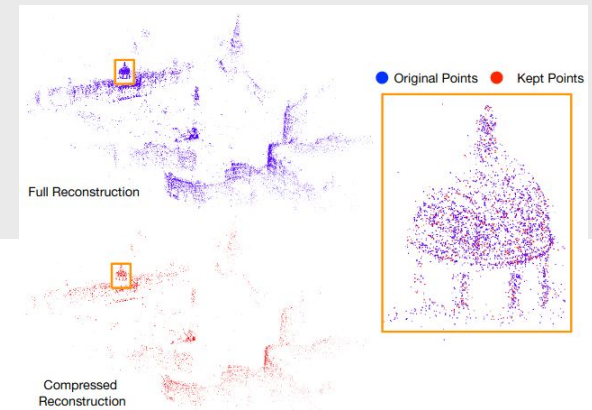 Original Points
Kept Points
Full Reconstruction
Compressed
Reconstruction